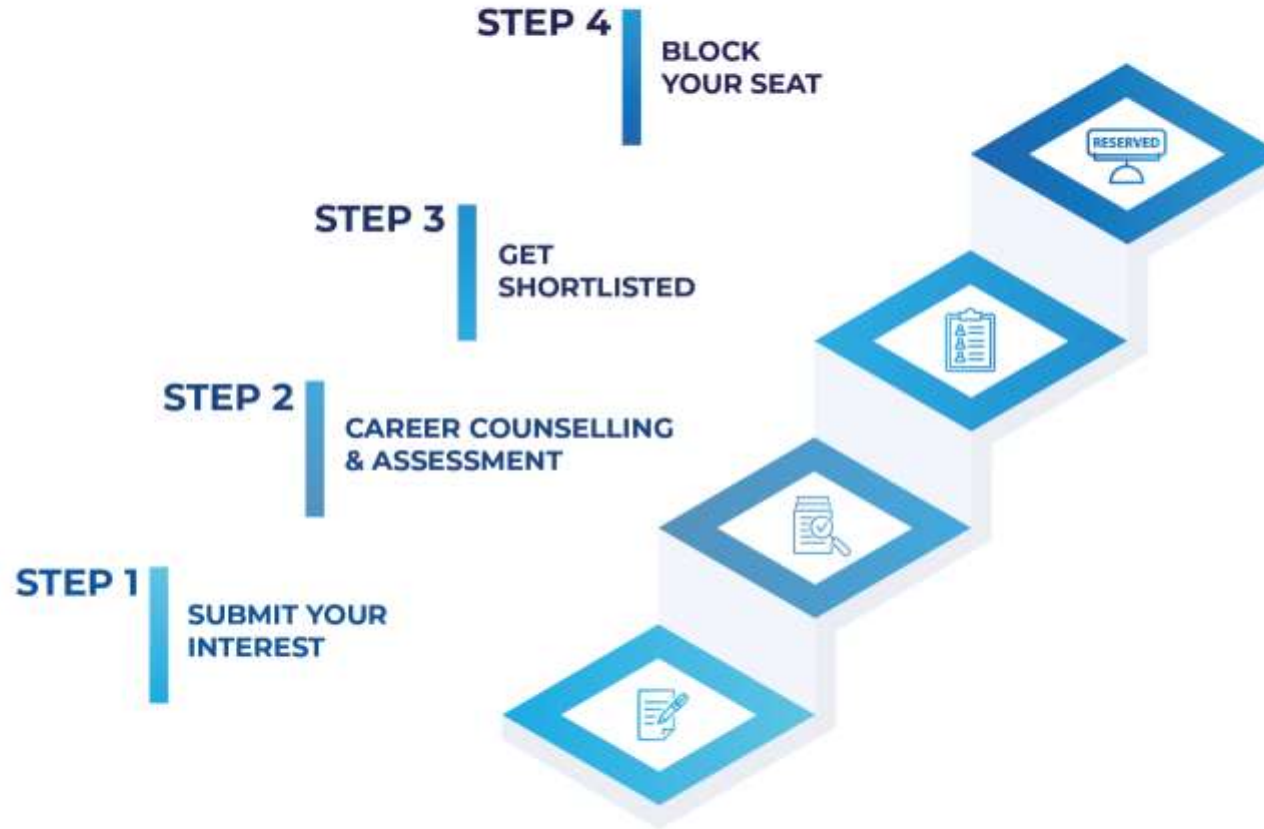 STEP 4
BLOCK
YOUR SEAT
RESERVED
STEP 3
GET
SHORTLISTED
STEP 2
CAREER COUNSELLING
& ASSESSMENT
STEP 1
SUBMIT YOUR
INTEREST